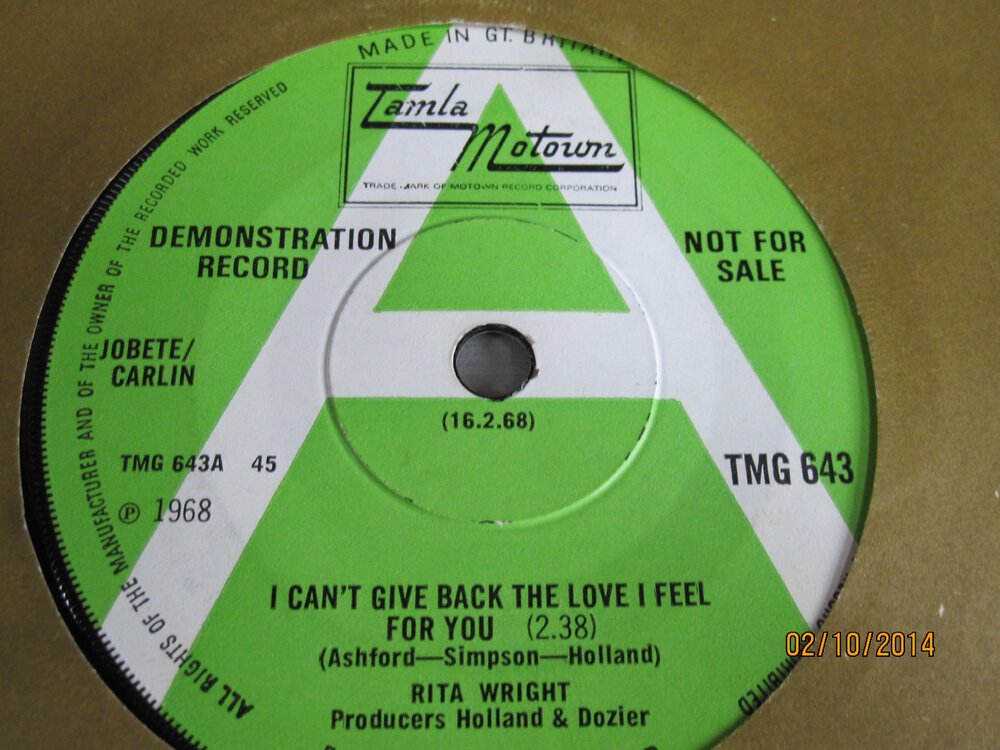 MADE IN GT. BRITAIN
Tamla
Motown
TRADE MARK OF MOTOWN RECORD CORPORATION
ALL RIGHTS OF THE MANUFACTURER AND OF THE OWNER OF THE RECORDED WORK RESERVED
DEMONSTRATION
RECORD
NOT FOR
SALE
JOBETE/
CARLIN
(16.2.68)
TMG 643A 45
TMG 643
℗ 1968
I CAN'T GIVE BACK THE LOVE I FEEL
FOR YOU (2.38)
(Ashford—Simpson—Holland)
RITA WRIGHT
Producers Holland & Dozier
02/10/2014